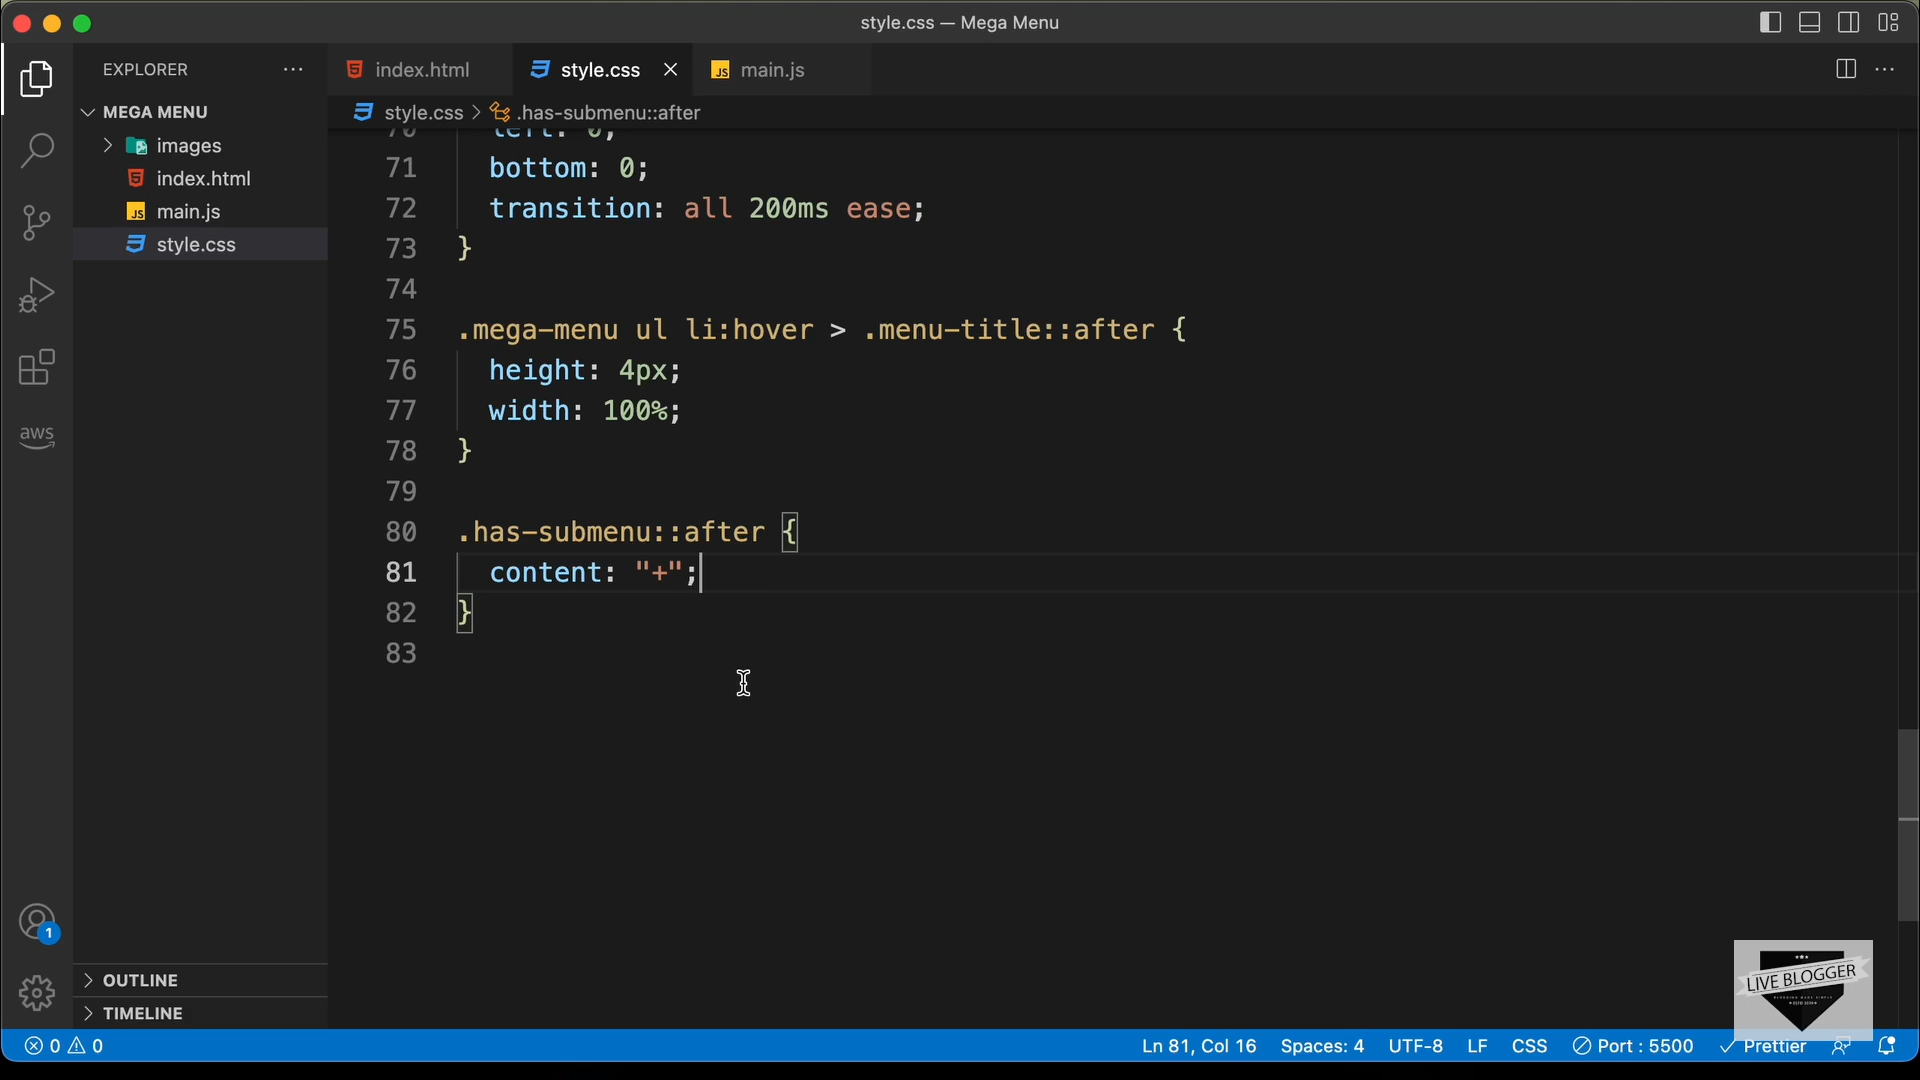 style.css — Mega Menu
EXPLORER
MEGA MENU
images
index.html
main.js
style.css
index.html
style.css
main.js
style.css > .has-submenu::after
70 left: 0;
71 bottom: 0;
72 transition: all 200ms ease;
73 }
74
75 .mega-menu ul li:hover > .menu-title::after {
76 height: 4px;
77 width: 100%;
78 }
79
80 .has-submenu::after {
81 content: "+";
82 }
83
aws
1
OUTLINE
TIMELINE
LIVE BLOGGER
0 0
Ln 81, Col 16 Spaces: 4 UTF-8 LF CSS Port : 5500 Prettier